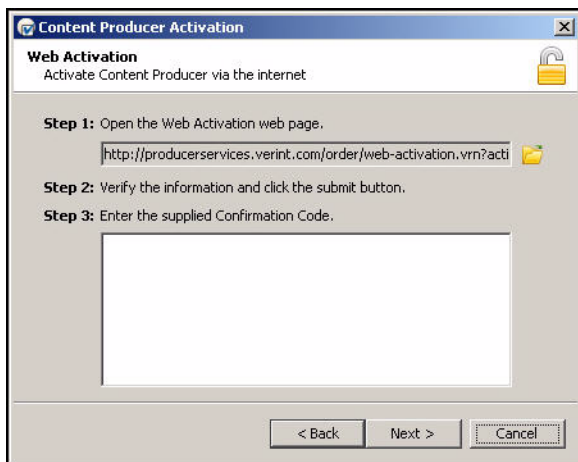 Content Producer Activation
Web Activation
Activate Content Producer via the internet
Step 1: Open the Web Activation web page.
http://producerservices.verint.com/order/web-activation.vrn?acti
Step 2: Verify the information and click the submit button.
Step 3: Enter the supplied Confirmation Code.
< Back Next > Cancel